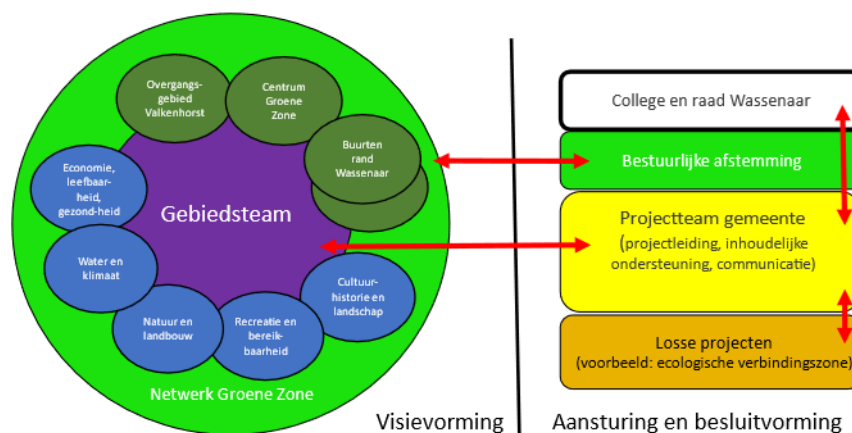 Overgangs-
gebied
Valkenhorst
Centrum
Groene
Zone
Buurten
rand
Wassenaar
Economie,
leefbaar-
heid,
gezond-heid
Gebiedsteam
Water en
klimaat
Cultuur-
historie en
landschap
Natuur en
landbouw
Recreatie en
bereik-
baarheid
Netwerk Groene Zone
Visievorming
College en raad Wassenaar
Bestuurlijke afstemming
Projectteam gemeente
(projectleiding, inhoudelijke
ondersteuning, communicatie)
Losse projecten
(voorbeeld: ecologische verbindingszone)
Aansturing en besluitvorming